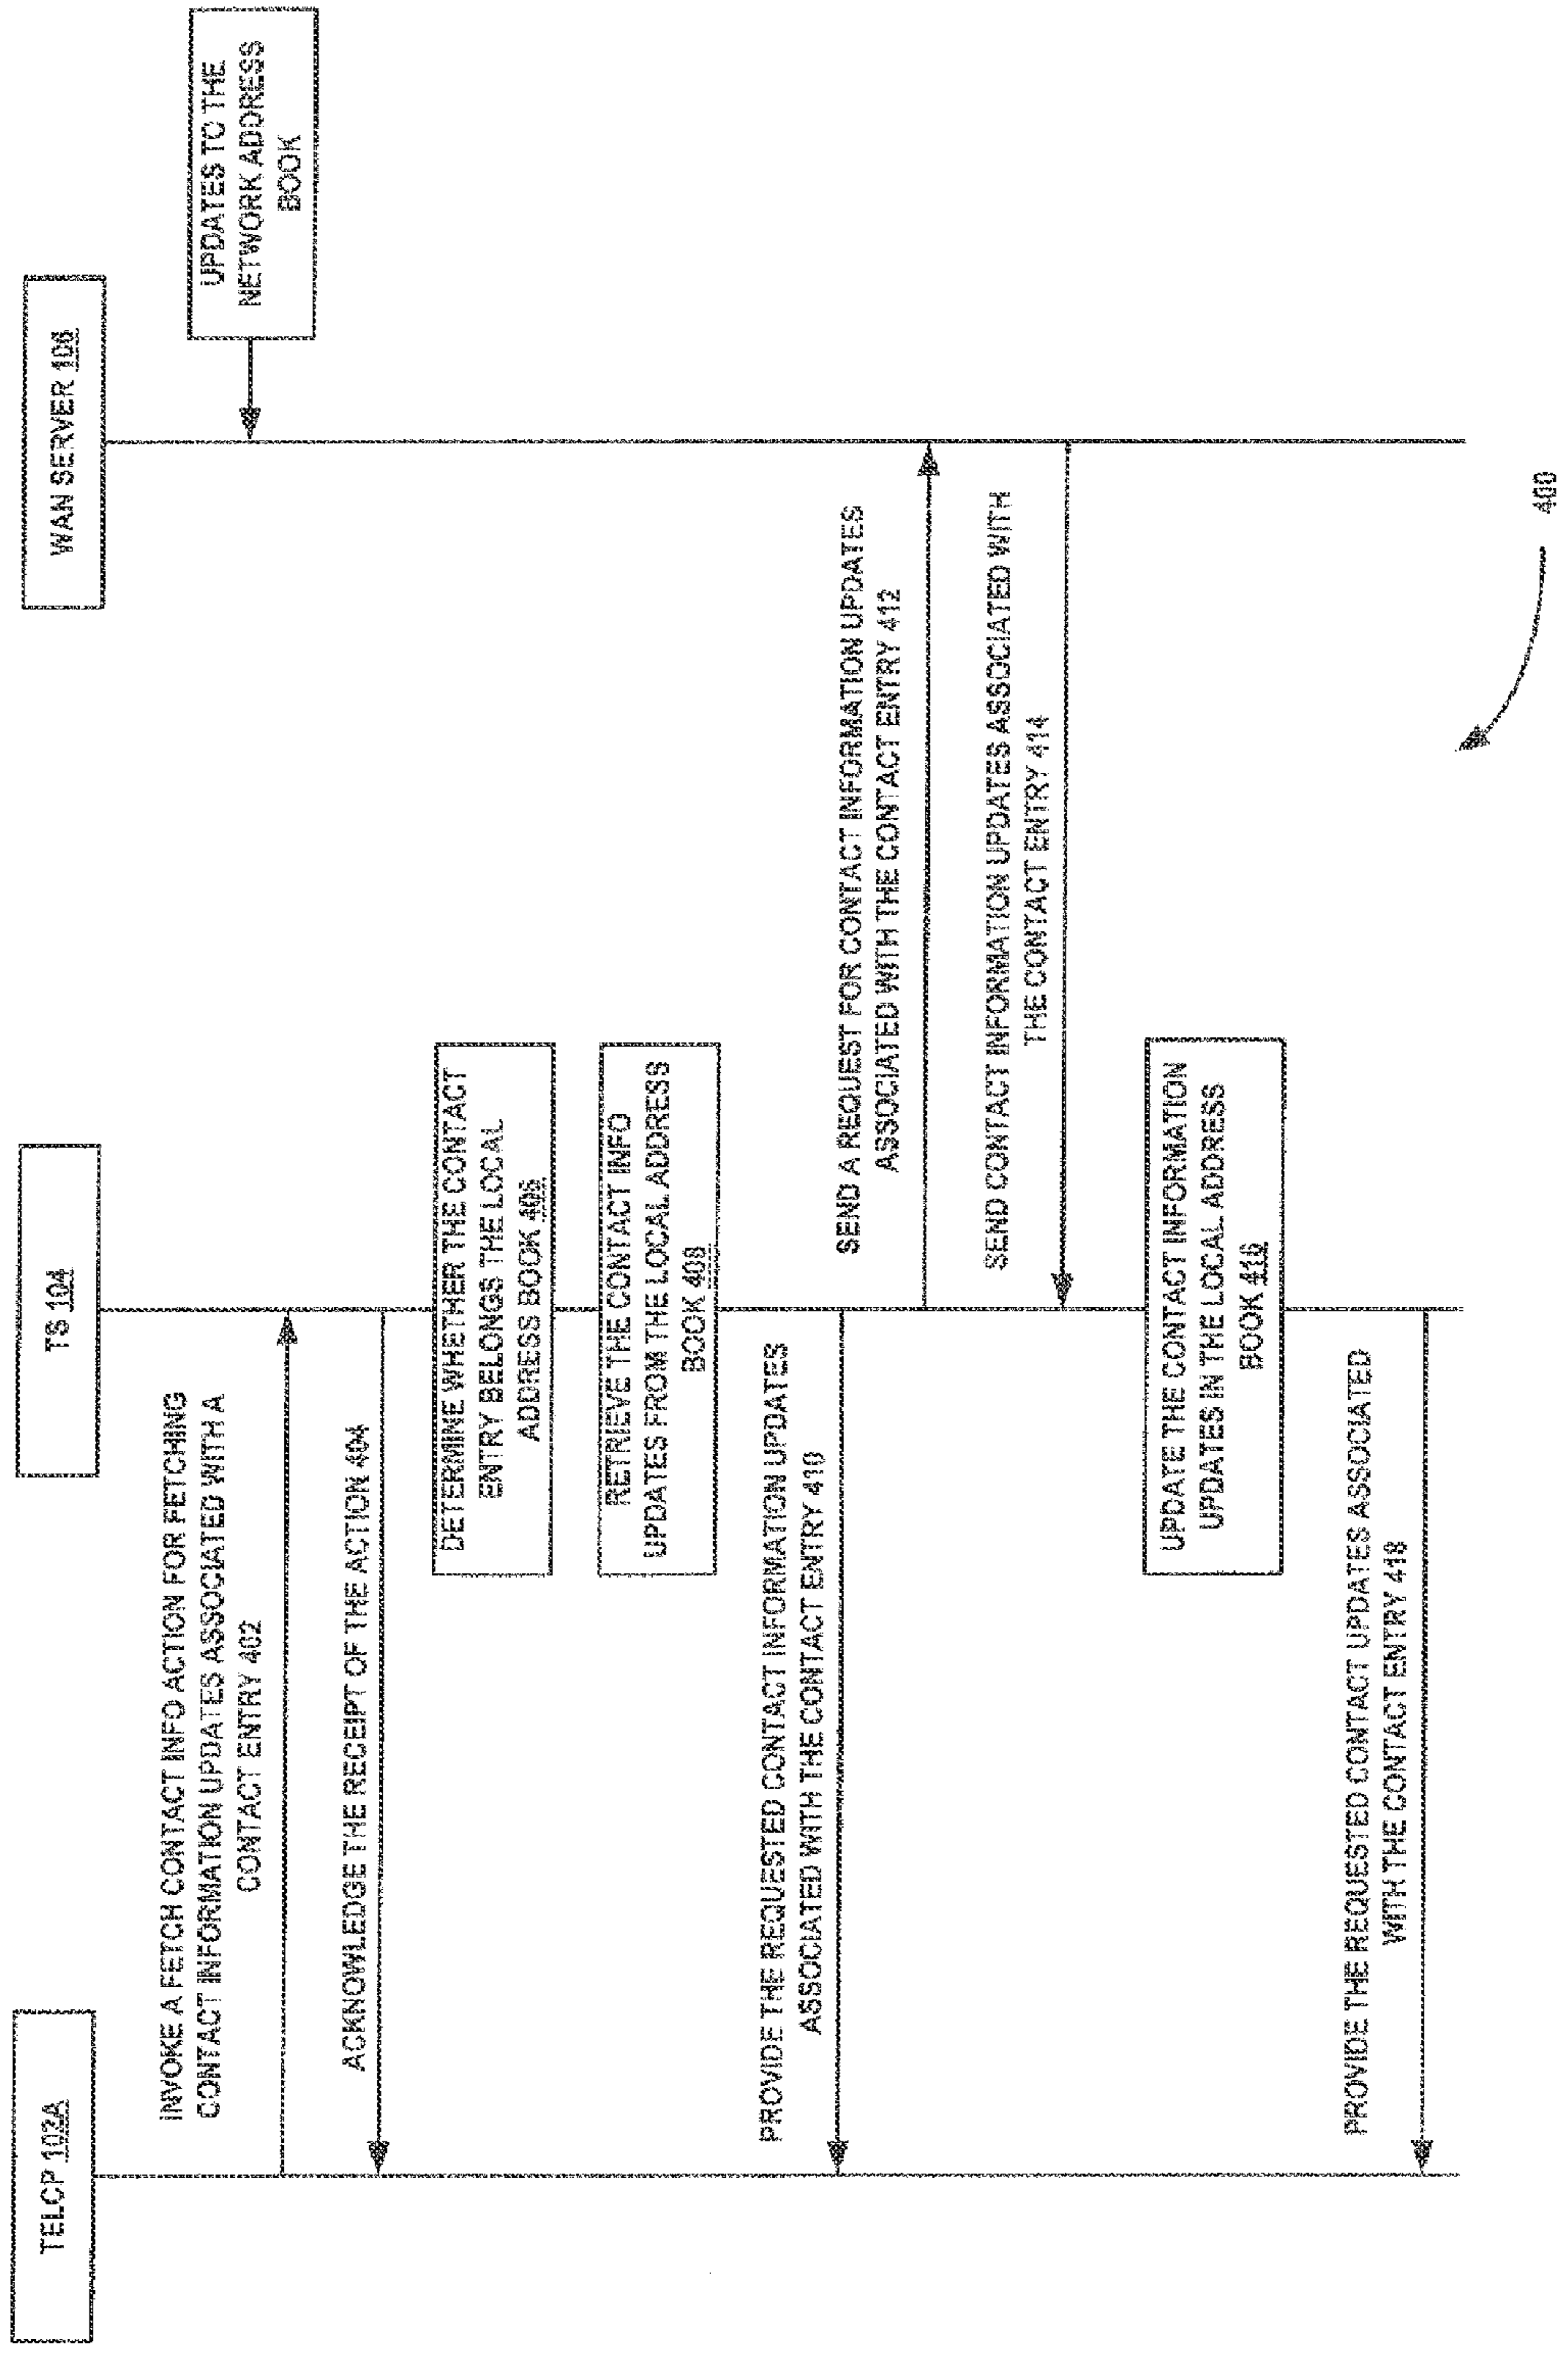 TELCP 102A
TS 104
WAN SERVER 106
UPDATES TO THE
NETWORK ADDRESS
BOOK
INVOKE A FETCH CONTACT INFO ACTION FOR FETCHING
CONTACT INFORMATION UPDATES ASSOCIATED WITH A
CONTACT ENTRY 402
ACKNOWLEDGE THE RECEIPT OF THE ACTION 404
DETERMINE WHETHER THE CONTACT
ENTRY BELONGS THE LOCAL
ADDRESS BOOK 406
RETRIEVE THE CONTACT INFO
UPDATES FROM THE LOCAL ADDRESS
BOOK 408
PROVIDE THE REQUESTED CONTACT INFORMATION UPDATES
ASSOCIATED WITH THE CONTACT ENTRY 410
SEND A REQUEST FOR CONTACT INFORMATION UPDATES
ASSOCIATED WITH THE CONTACT ENTRY 412
SEND CONTACT INFORMATION UPDATES ASSOCIATED WITH
THE CONTACT ENTRY 414
UPDATE THE CONTACT INFORMATION
UPDATES IN THE LOCAL ADDRESS
BOOK 416
PROVIDE THE REQUESTED CONTACT UPDATES ASSOCIATED
WITH THE CONTACT ENTRY 418
400